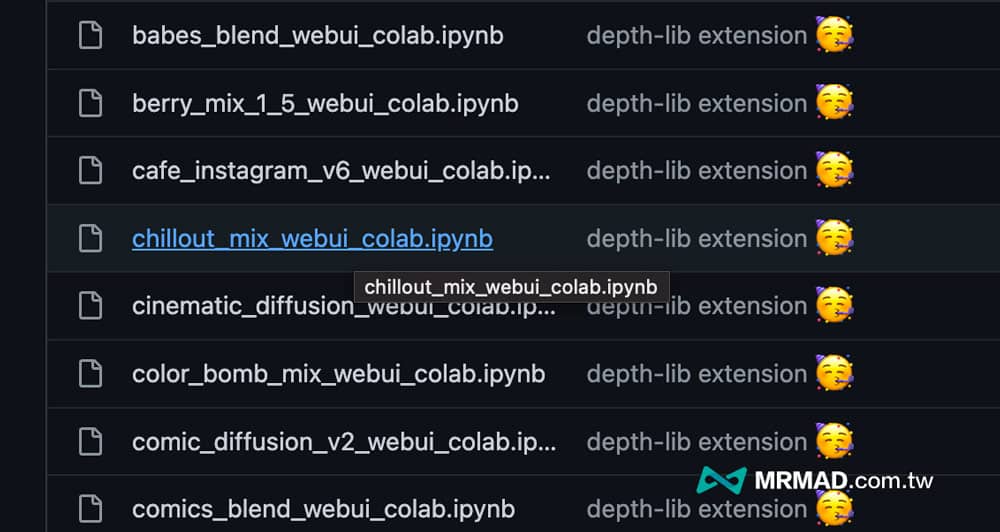 babes_blend_webui_colab.ipynb depth-lib extension 🥳
berry_mix_1_5_webui_colab.ipynb depth-lib extension 🥳
cafe_instagram_v6_webui_colab.ip... depth-lib extension 🥳
chillout_mix_webui_colab.ipynb depth-lib extension 🥳
chillout_mix_webui_colab.ipynb
cinematic_diffusion_webui_colab.ip... depth-lib extension 🥳
color_bomb_mix_webui_colab.ipynb depth-lib extension 🥳
comic_diffusion_v2_webui_colab.ip... depth-lib extension 🥳
MRMAD.com.tw
comics_blend_webui_colab.ipynb depth-lib extension 🥳